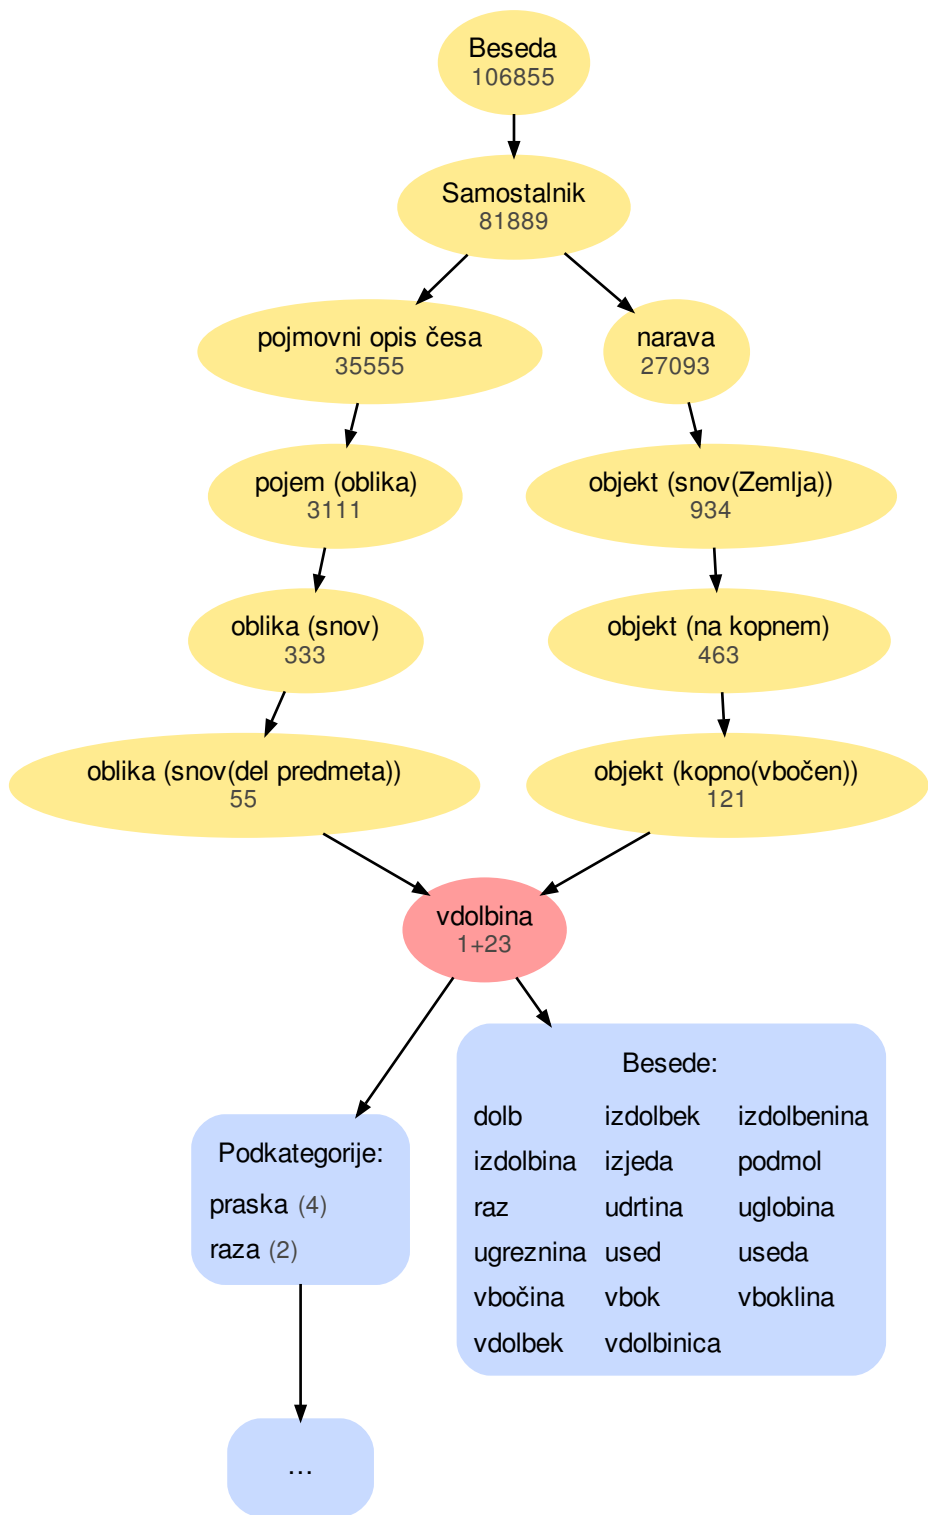 Beseda
106855
Samostalnik
81889
pojmovni opis česa
35555
narava
27093
pojem (oblika)
3111
objekt (snov(Zemlja))
934
oblika (snov)
333
objekt (na kopnem)
463
oblika (snov(del predmeta))
55
objekt (kopno(vbočen))
121
vdolbina
1+23
Besede:
dolb izdolbek izdolbenina
izdolbina izjeda podmol
raz udrtina uglobina
ugreznina used useda
vbočina vbok vboklina
vdolbek vdolbinica
Podkategorije:
praska (4)
raza (2)
...